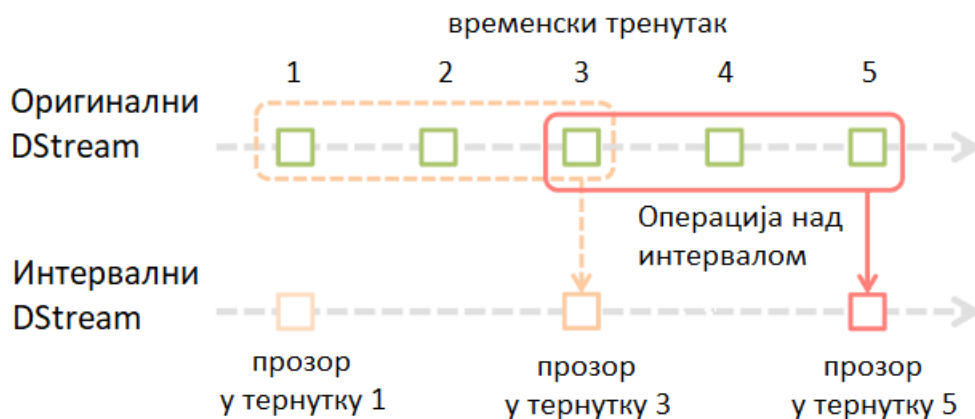 временски тренутак
1 2 3 4 5
Оригинални
DStream
Операција над
интервалом
Интервални
DStream
прозор
у тернутку 1
прозор
у тернутку 3
прозор
у тернутку 5